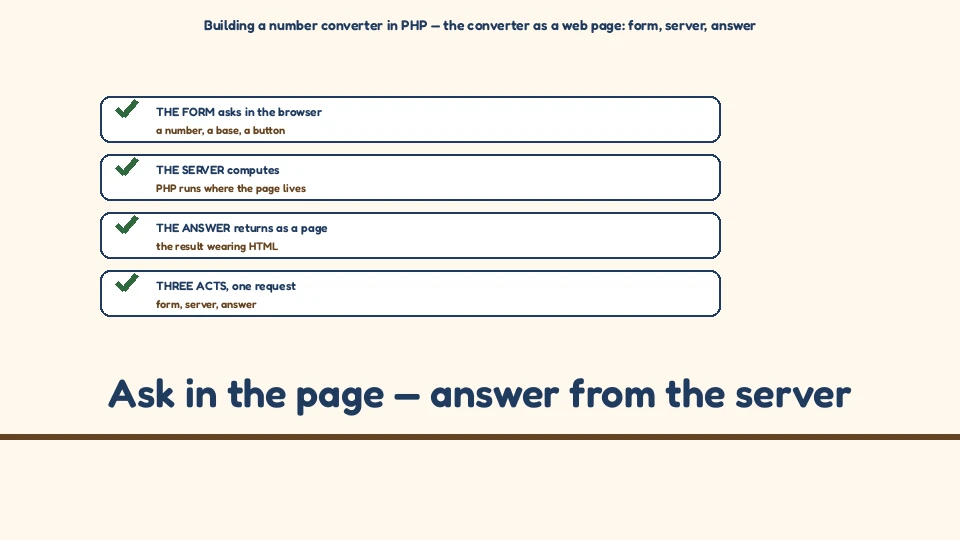 Building a number converter in PHP — the converter as a web page: form, server, answer
THE FORM asks in the browser
a number, a base, a button
THE SERVER computes
PHP runs where the page lives
THE ANSWER returns as a page
the result wearing HTML
THREE ACTS, one request
form, server, answer
Ask in the page — answer from the server